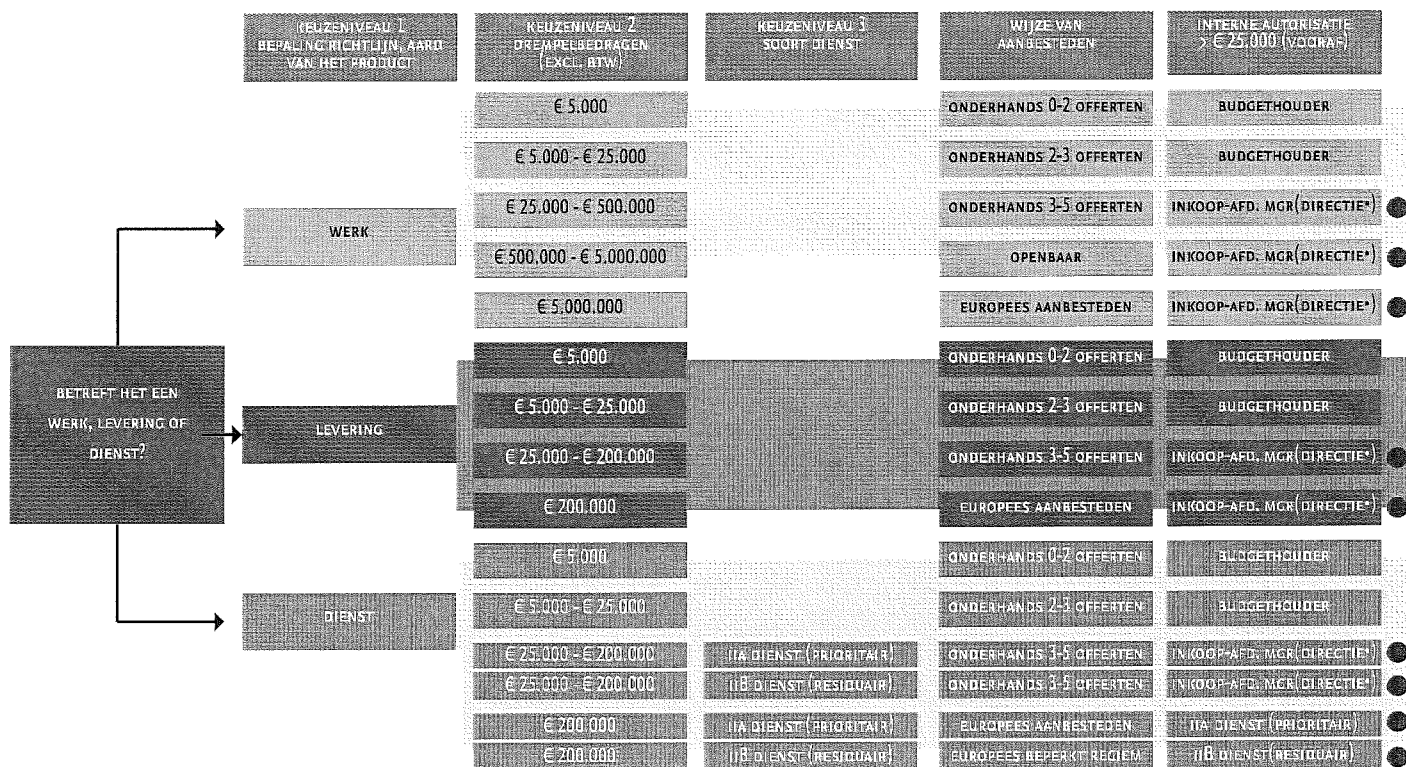 KEUZENIVEAU 1 BEPALING RICHTLIJN, AARD VAN HET PRODUCT
KEUZENIVEAU 2 DREMPELBEDRAGEN (EXCL. BTW)
KEUZENIVEAU 3 SOORT DIENST
WIJZE VAN AANBESTEDEN
INTERNE AUTORISATIE > € 25.000 (VOORAF)
BETREFT HET EEN
WERK, LEVERING OF
DIENST?
WERK
€ 5.000 ONDERHANDS 0-2 OFFERTEN BUDGETHOUDER
€ 5.000 - € 25.000 ONDERHANDS 2-3 OFFERTEN BUDGETHOUDER
€ 25.000 - € 500.000 ONDERHANDS 3-5 OFFERTEN INKOOP-AFD. MGR(DIRECTIE*)
€ 500.000 - € 5.000.000 OPENBAAR INKOOP-AFD. MGR(DIRECTIE*)
€ 5.000.000 EUROPEES AANBESTEDEN INKOOP-AFD. MGR(DIRECTIE*)
LEVERING
€ 5.000 ONDERHANDS 0-2 OFFERTEN BUDGETHOUDER
€ 5.000 - € 25.000 ONDERHANDS 2-3 OFFERTEN BUDGETHOUDER
€ 25.000 - € 200.000 ONDERHANDS 3-5 OFFERTEN INKOOP-AFD. MGR(DIRECTIE*)
€ 200.000 EUROPEES AANBESTEDEN INKOOP-AFD. MGR(DIRECTIE*)
DIENST
€ 5.000 ONDERHANDS 0-2 OFFERTEN BUDGETHOUDER
€ 5.000 - € 25.000 ONDERHANDS 2-3 OFFERTEN BUDGETHOUDER
€ 25.000 - € 200.000 IIA DIENST (PRIORITAIR) ONDERHANDS 3-5 OFFERTEN INKOOP-AFD. MGR(DIRECTIE*)
€ 25.000 - € 200.000 IIB DIENST (RESIDUAIR) ONDERHANDS 3-5 OFFERTEN INKOOP-AFD. MGR(DIRECTIE*)
€ 200.000 IIA DIENST (PRIORITAIR) EUROPEES AANBESTEDEN IIA DIENST (PRIORITAIR)
€ 200.000 IIB DIENST (RESIDUAIR) EUROPEES BEPERKT REGIEM IIB DIENST(RESIDUAIR)